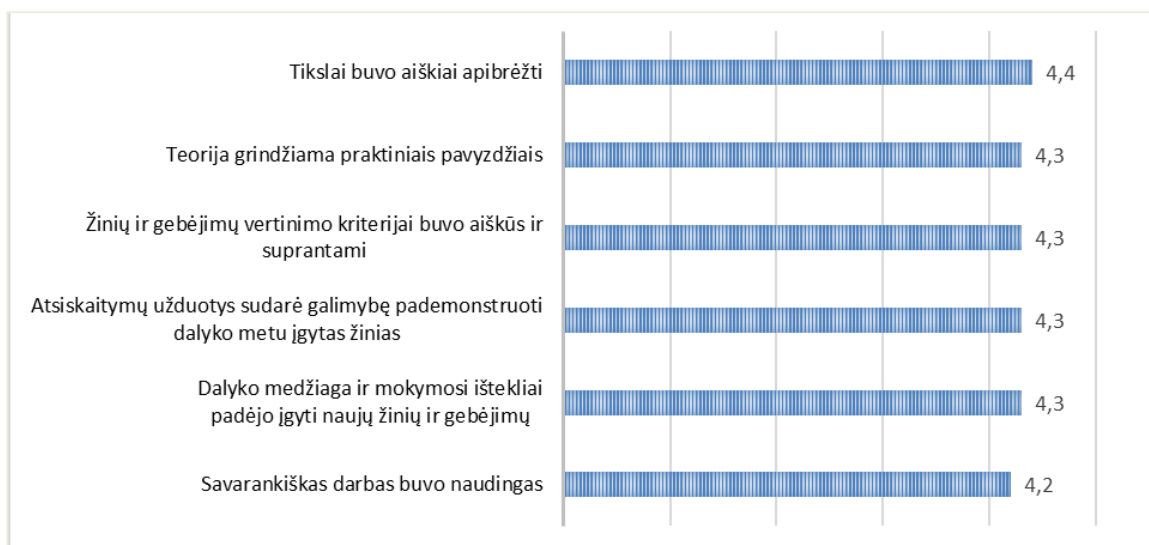 Tikslai buvo aiškiai apibrėžti
4,4
Teorija grindžiama praktiniais pavyzdžiais
4,3
Žinių ir gebėjimų vertinimo kriterijai buvo aiškūs ir
suprantami
4,3
Atsiskaitymų užduotys sudarė galimybę pademonstruoti
dalyko metu įgytas žinias
4,3
Dalyko medžiaga ir mokymosi ištekliai
padėjo įgyti naujų žinių ir gebėjimų
4,3
Savarankiškas darbas buvo naudingas
4,2